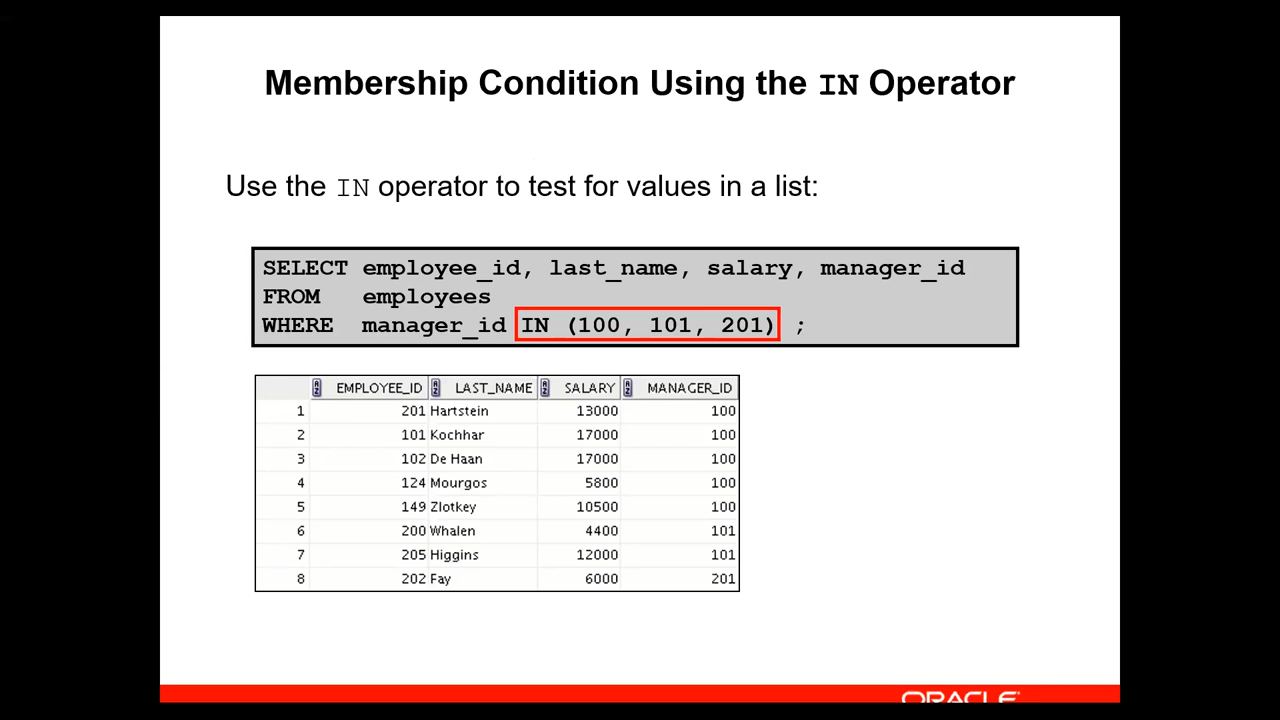 Membership Condition Using the IN Operator
Use the IN operator to test for values in a list:
SELECT employee_id, last_name, salary, manager_id
FROM employees
WHERE manager_id IN (100, 101, 201) ;
EMPLOYEE_ID LAST_NAME SALARY MANAGER_ID
1 201 Hartstein 13000 100
2 101 Kochhar 17000 100
3 102 De Haan 17000 100
4 124 Mourgos 5800 100
5 149 Zlotkey 10500 100
6 200 Whalen 4400 101
7 205 Higgins 12000 101
8 202 Fay 6000 201
ORACLE